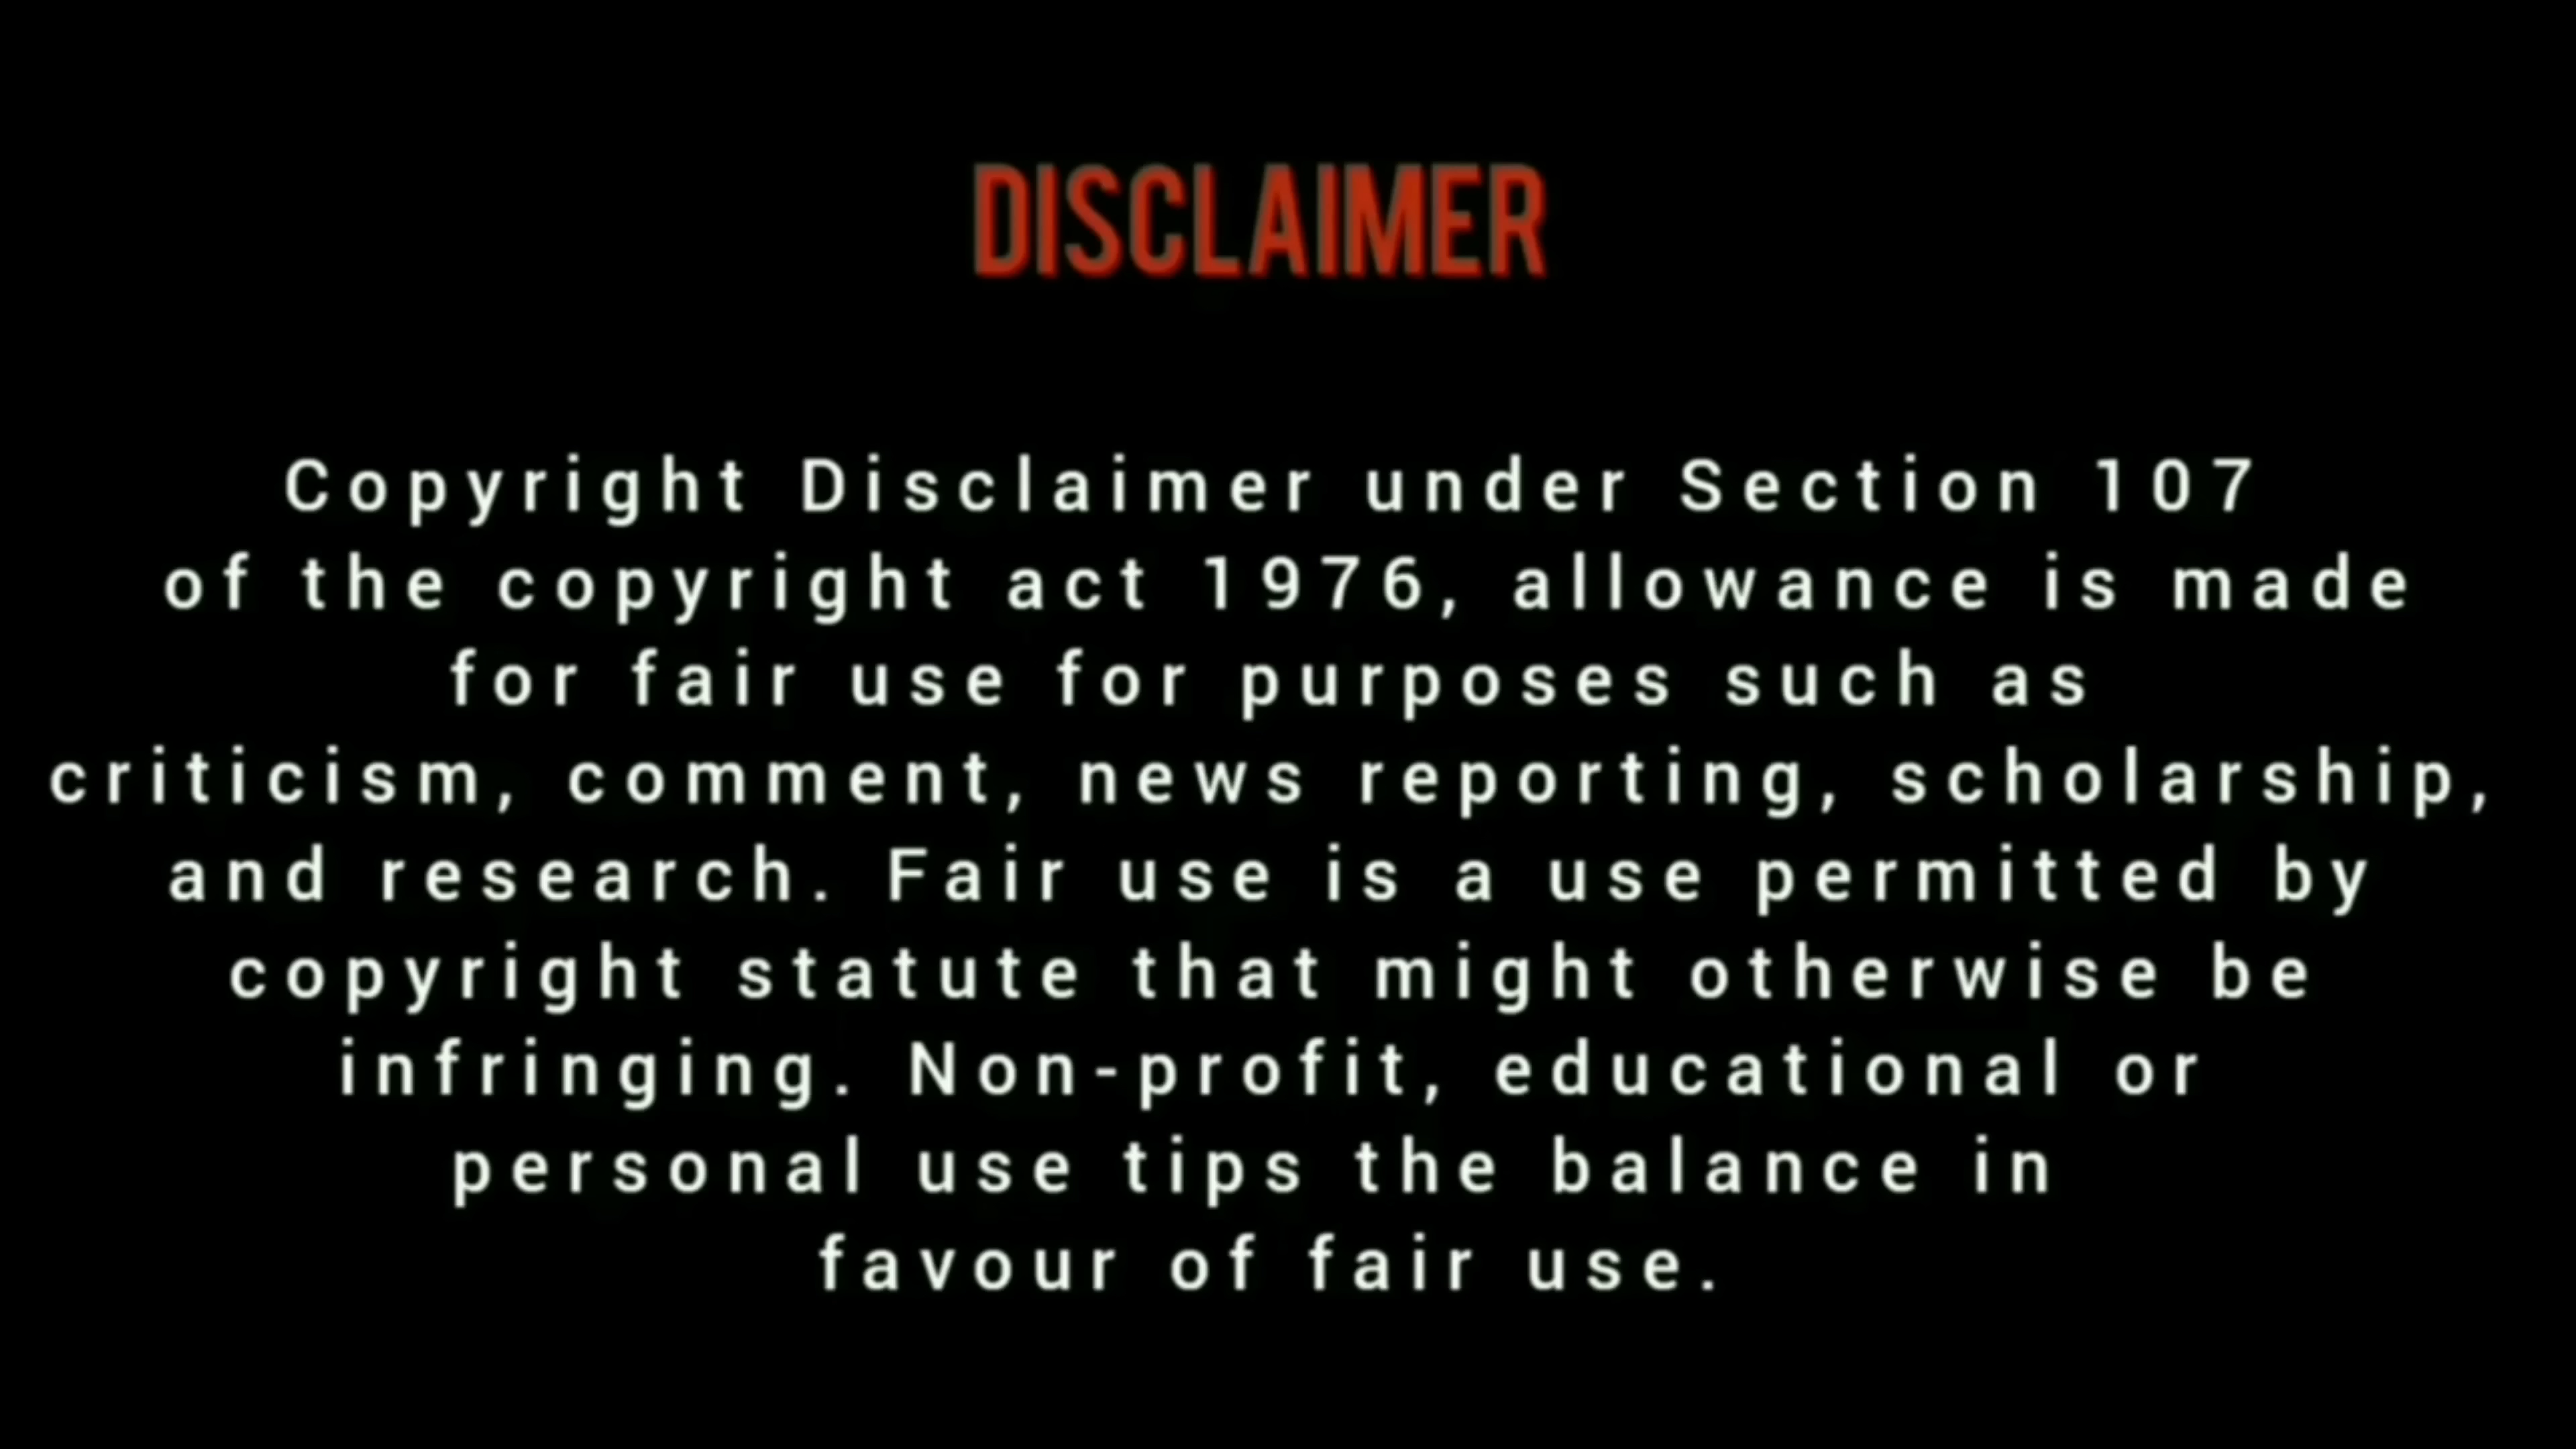 DISCLAIMER
Copyright Disclaimer under Section 107
of the copyright act 1976, allowance is made
for fair use for purposes such as
criticism, comment, news reporting, scholarship,
and research. Fair use is a use permitted by
copyright statute that might otherwise be
infringing. Non-profit, educational or
personal use tips the balance in
favour of fair use.